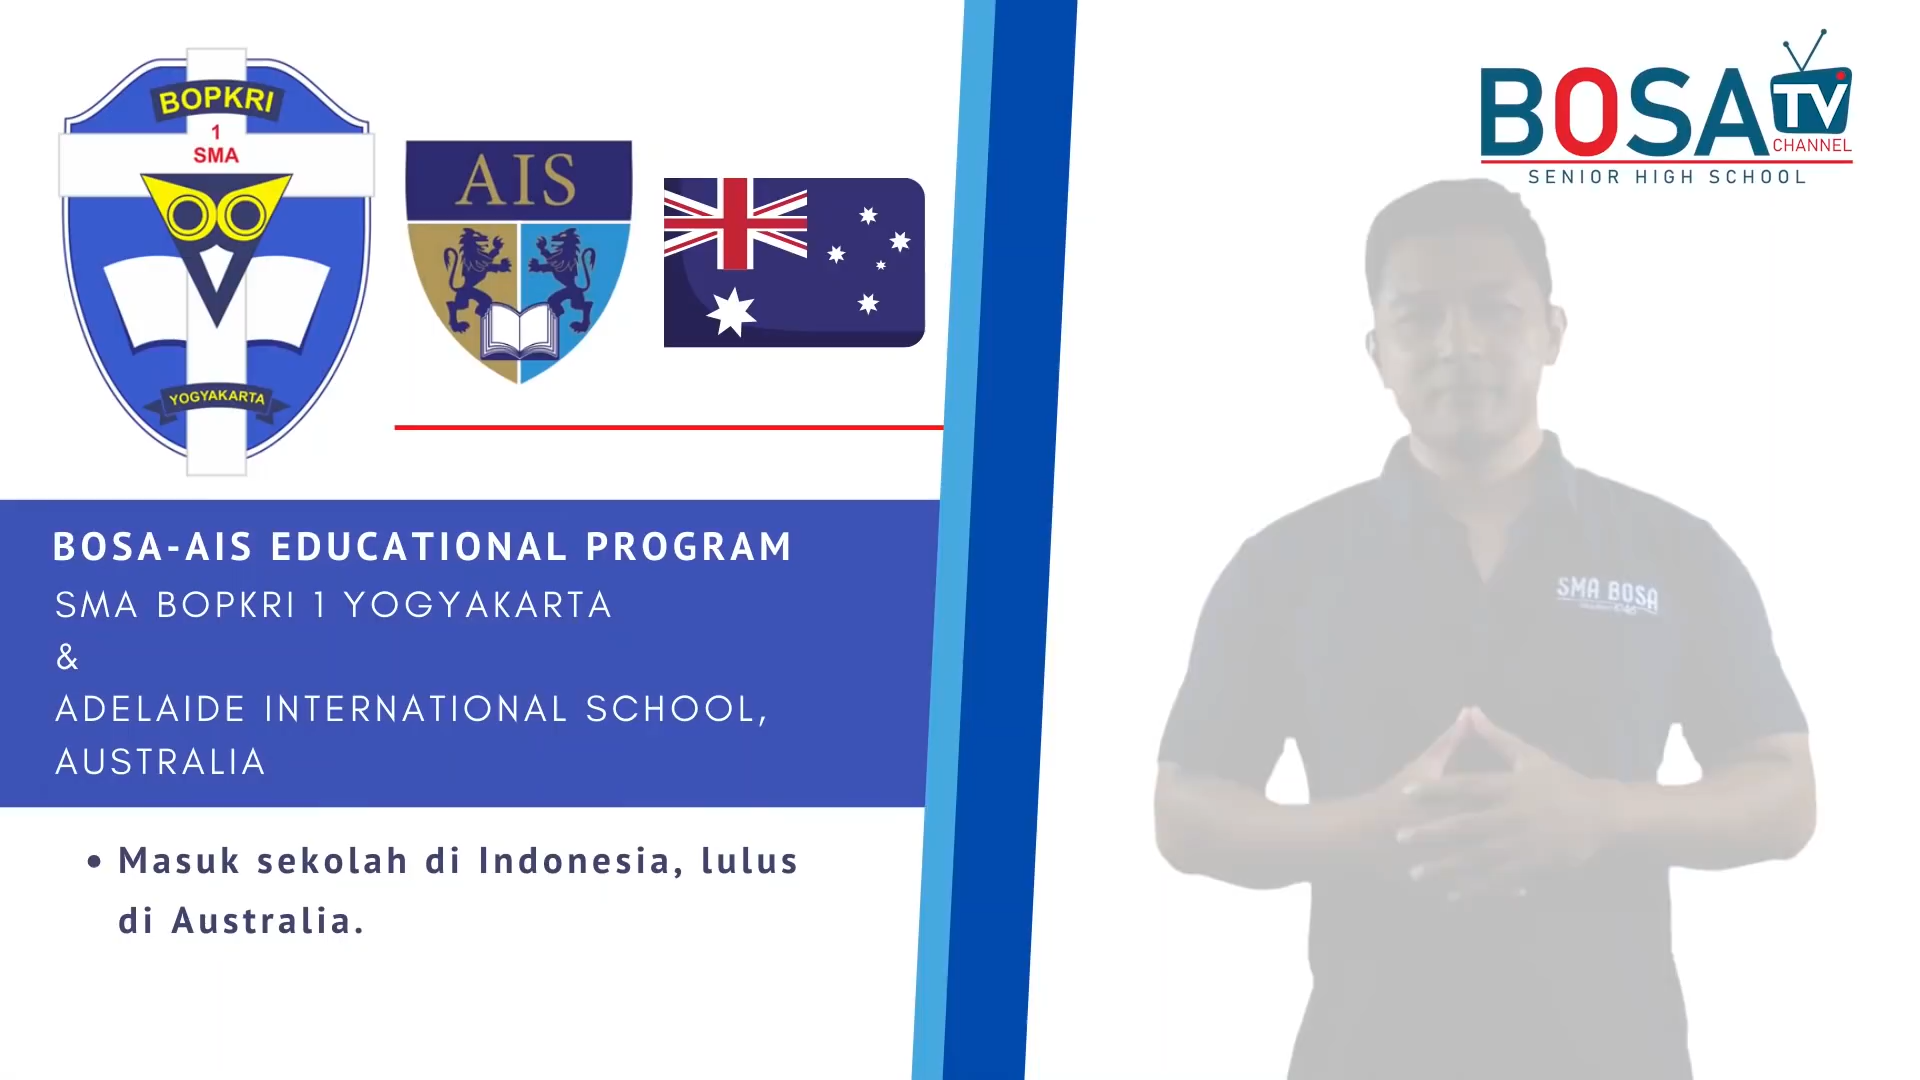 BOPKRI
1
SMA
YOGYAKARTA
AIS
BOSA TV
CHANNEL
SENIOR HIGH SCHOOL
BOSA-AIS EDUCATIONAL PROGRAM
SMA BOPKRI 1 YOGYAKARTA
&
ADELAIDE INTERNATIONAL SCHOOL,
AUSTRALIA
• Masuk sekolah di Indonesia, lulus
di Australia.
SMA BOSA